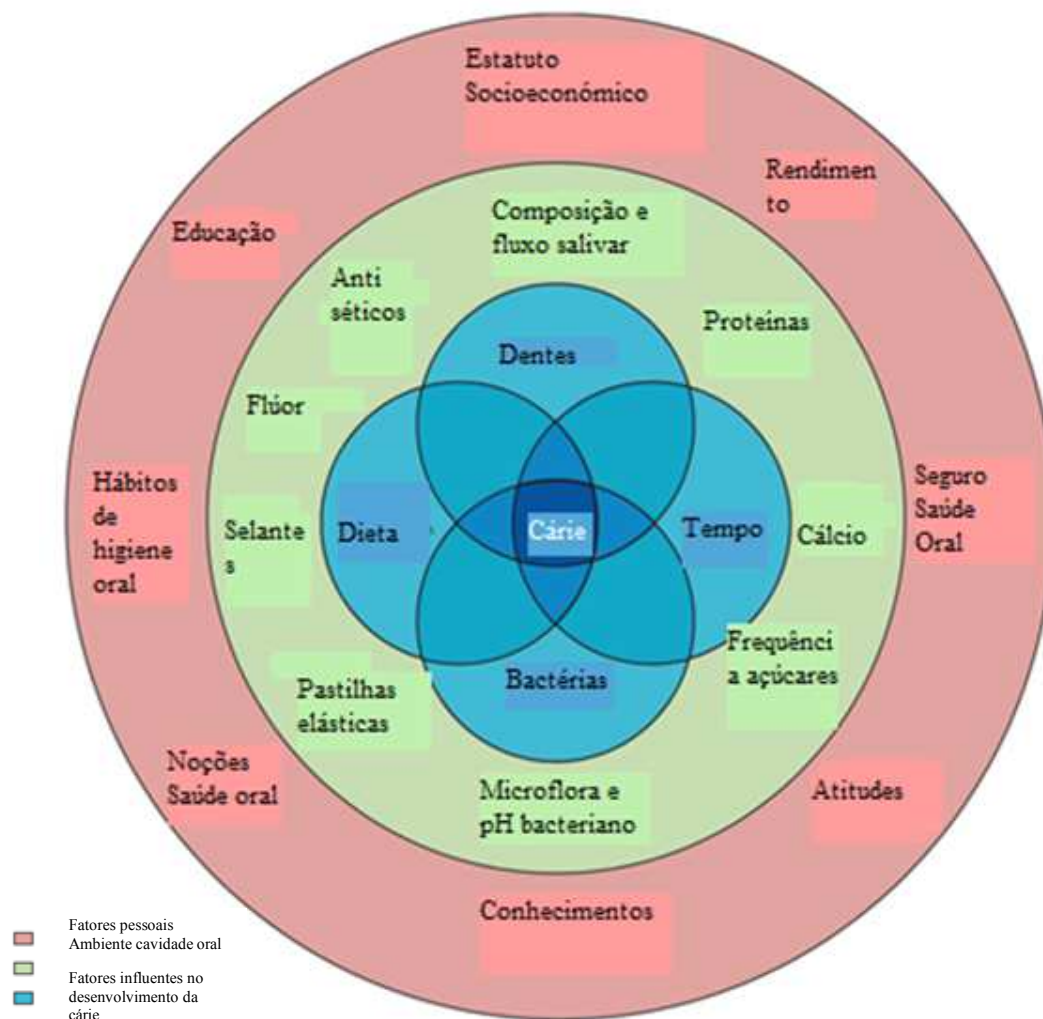 Estatuto
Socioeconómico
Rendimen
to
Educação
Composição e
fluxo salivar
Anti
séticos
Proteínas
Dentes
Flúor
Hábitos
de
higiene
oral
Selante
s
Dieta
Cárie
Tempo
Cálcio
Seguro
Saúde
Oral
Bactérias
Frequênci
a açúcares
Pastilhas
elásticas
Noções
Saúde oral
Microflora e
pH bacteriano
Atitudes
Conhecimentos
Fatores pessoais
Ambiente cavidade oral
Fatores influentes no
desenvolvimento da
cárie